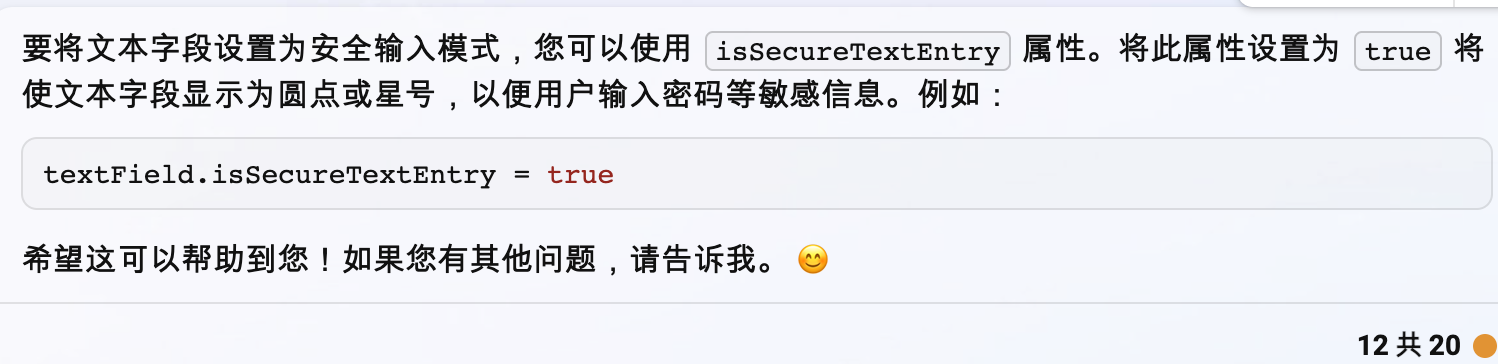 要将文本字段设置为安全输入模式，您可以使用 isSecureTextEntry 属性。将此属性设置为 true 将
使文本字段显示为圆点或星号，以便用户输入密码等敏感信息。例如：
textField.isSecureTextEntry = true
希望这可以帮助到您！如果您有其他问题，请告诉我。😊
12 共 20